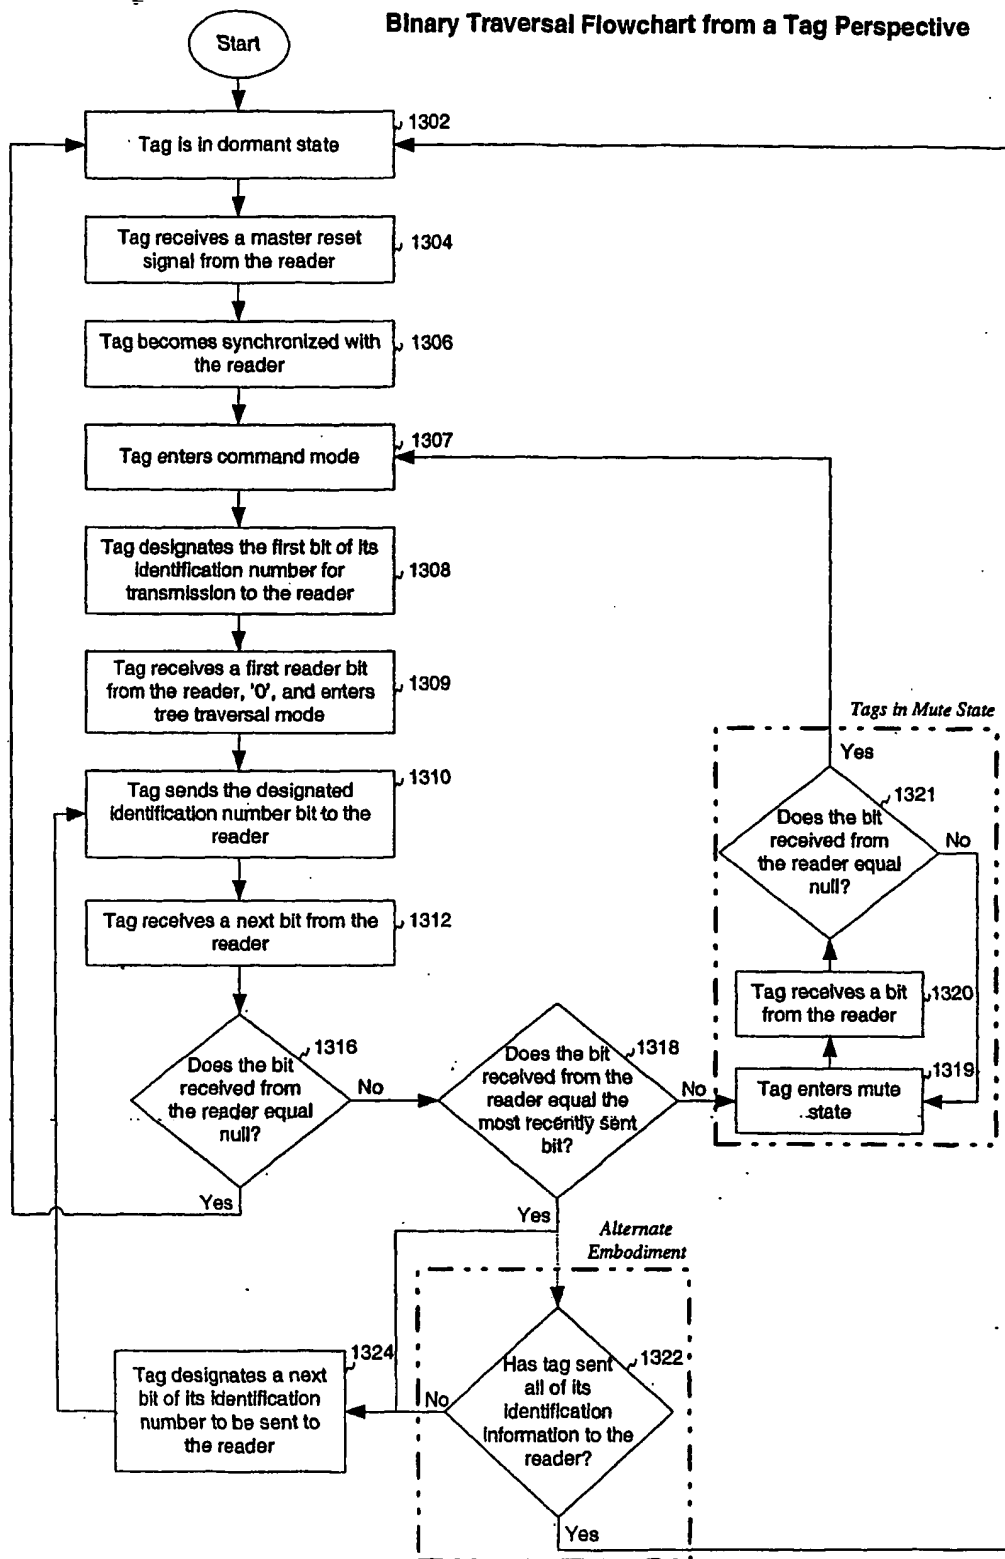 Binary Traversal Flowchart from a Tag Perspective
Start
1302
Tag is in dormant state
Tag receives a master reset
signal from the reader
1304
Tag becomes synchronized with
the reader
1306
1307
Tag enters command mode
Tag designates the first bit of its
identification number for
transmission to the reader
1308
Tag receives a first reader bit
from the reader, '0', and enters
tree traversal mode
1309
Tags in Mute State
Yes
1310
Tag sends the designated
identification number bit to the
reader
1321
Does the bit
received from
the reader equal
null?
No
Tag receives a next bit from the
reader
1312
Tag receives a bit
from the reader
1320
1316
Does the bit
received from
the reader equal
null?
No
1318
Does the bit
received from the
reader equal the
most recently sent
bit?
No
1319
Tag enters mute
state
Yes
Yes
Alternate
Embodiment
1324
Tag designates a next
bit of its identification
number to be sent to
the reader
No
1322
Has tag sent
all of its
identification
information to the
reader?
Yes